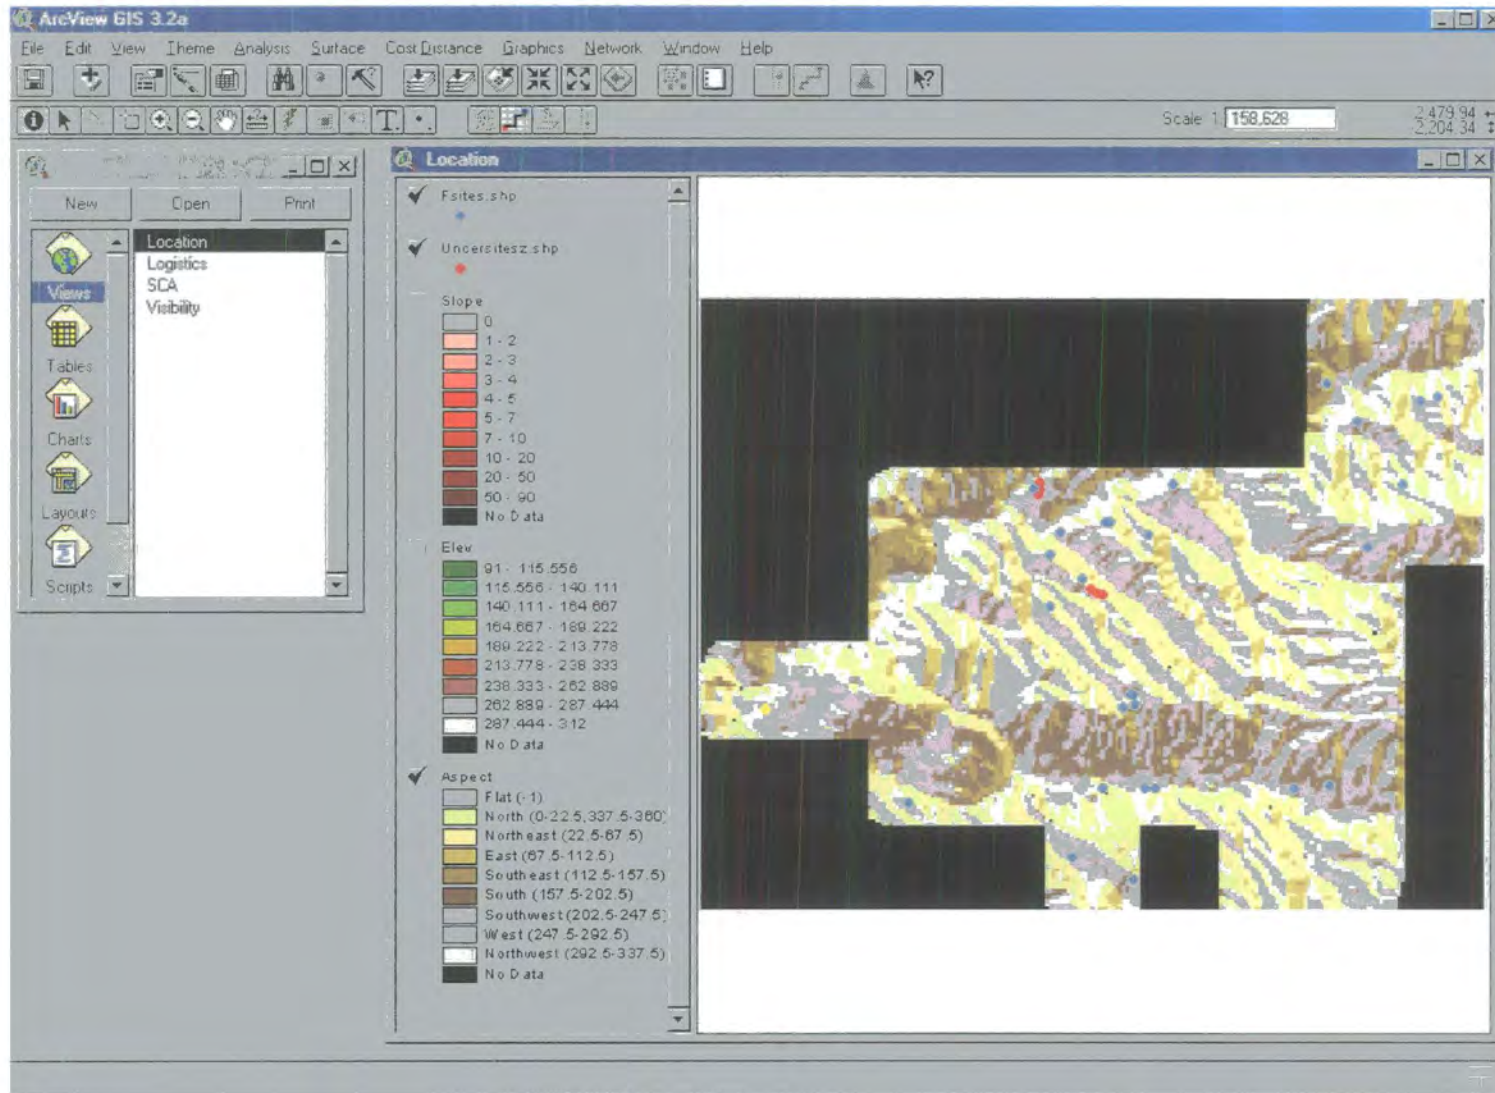 ArcView GIS 3.2a
File Edit View Theme Analysis Surface Cost Distance Graphics Network Window Help
Scale 1: 158,628
2,479.94
2,204.34
New Open Print
Views
Tables
Charts
Layouts
Scripts
Location
Logistics
SCA
Visibility
Location
Fsites.shp
Uncersitesz.shp
Slope
0
1 - 2
2 - 3
3 - 4
4 - 5
5 - 7
7 - 10
10 - 20
20 - 50
50 - 90
No Data
Elev
91 - 115.556
115.556 - 140.111
140.111 - 164.667
164.667 - 189.222
189.222 - 213.778
213.778 - 238.333
238.333 - 262.889
262.889 - 287.444
287.444 - 312
No Data
Aspect
Flat (-1)
North (0-22.5,337.5-360)
Northeast (22.5-67.5)
East (67.5-112.5)
Southeast (112.5-157.5)
South (157.5-202.5)
Southwest (202.5-247.5)
West (247.5-292.5)
Northwest (292.5-337.5)
No Data